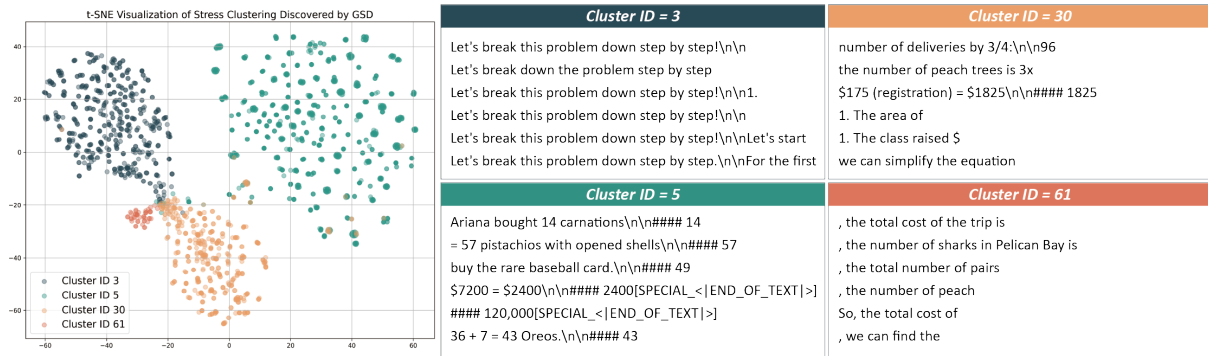 t-SNE Visualization of Stress Clustering Discovered by GSD
40
20
0
−20
−40
−60
−60
−40
−20
0
20
40
60
Cluster ID 3
Cluster ID 5
Cluster ID 30
Cluster ID 61
Cluster ID = 3
Let's break this problem down step by step!\n\n
Let's break down the problem step by step
Let's break this problem down step by step!\n\n1.
Let's break this problem down step by step!\n\n
Let's break this problem down step by step!\n\nLet's start
Let's break this problem down step by step.\n\nFor the first
Cluster ID = 30
number of deliveries by 3/4:\n\n96
the number of peach trees is 3x
$175 (registration) = $1825\n\n#### 1825
1. The area of
1. The class raised $
we can simplify the equation
Cluster ID = 5
Ariana bought 14 carnations\n\n#### 14
= 57 pistachios with opened shells\n\n#### 57
buy the rare baseball card.\n\n#### 49
$7200 = $2400\n\n#### 2400[SPECIAL_<|END_OF_TEXT|>]
#### 120,000[SPECIAL_<|END_OF_TEXT|>]
36 + 7 = 43 Oreos.\n\n#### 43
Cluster ID = 61
, the total cost of the trip is
, the number of sharks in Pelican Bay is
, the total number of pairs
, the number of peach
So, the total cost of
, we can find the